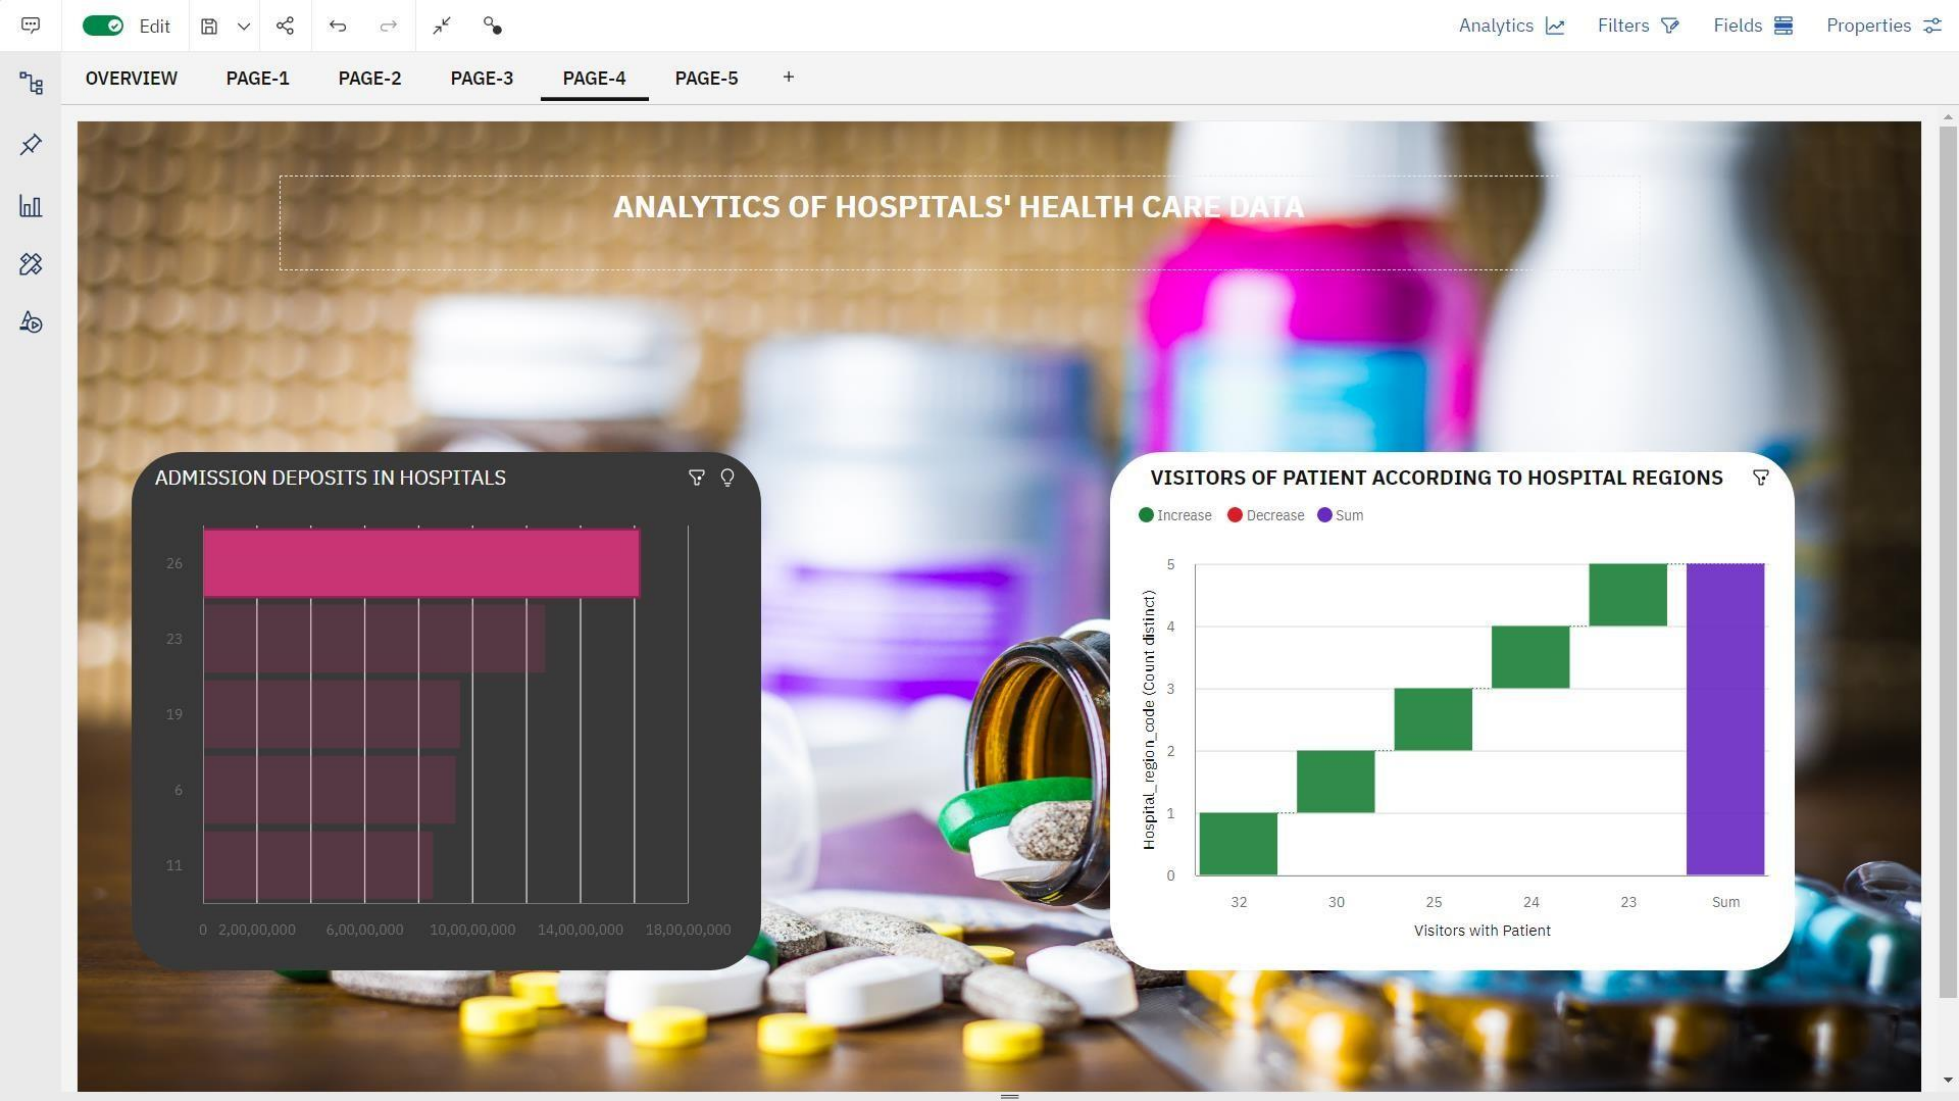 Edit
Analytics
Filters
Fields
Properties
OVERVIEW
PAGE-1
PAGE-2
PAGE-3
PAGE-4
PAGE-5
+
ANALYTICS OF HOSPITALS' HEALTH CARE DATA
ADMISSION DEPOSITS IN HOSPITALS
26
23
19
6
11
0 2,00,00,000 6,00,00,000 10,00,00,000 14,00,00,000 18,00,00,000
VISITORS OF PATIENT ACCORDING TO HOSPITAL REGIONS
Increase Decrease Sum
Hospital_region_code (Count distinct)
5
4
3
2
1
0
32 30 25 24 23 Sum
Visitors with Patient